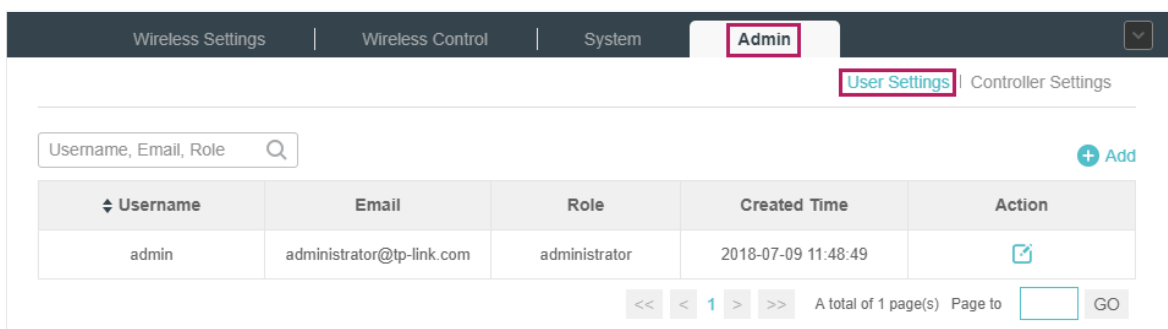 Wireless Settings | Wireless Control | System Admin
User Settings | Controller Settings
Username, Email, Role Add
Username Email Role Created Time Action
admin administrator@tp-link.com administrator 2018-07-09 11:48:49
<< < 1 > >> A total of 1 page(s) Page to GO